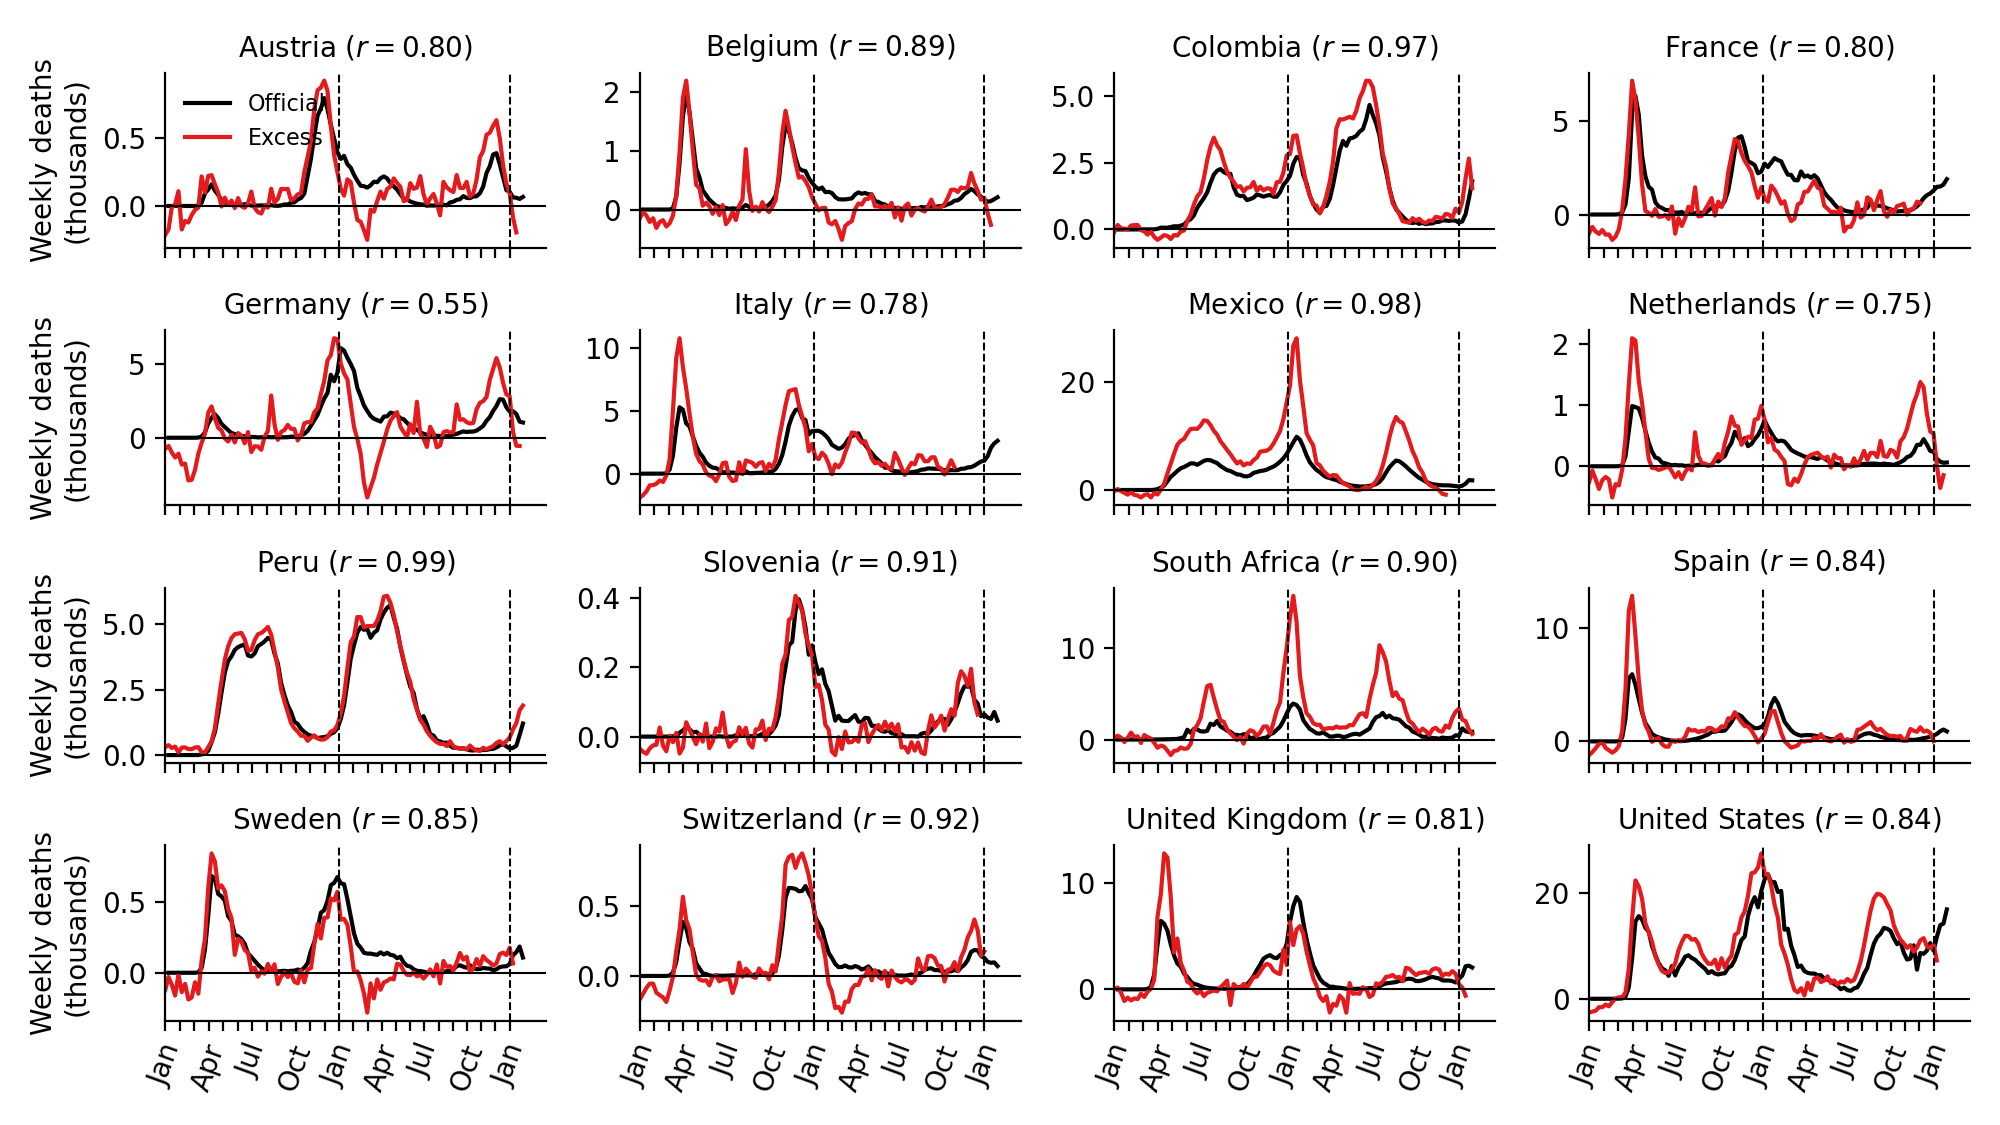 Austria (r = 0.80)
Belgium (r = 0.89)
Colombia (r = 0.97)
France (r = 0.80)
Weekly deaths
(thousands)
0.5
0.0
Official
Excess
2
1
0
5.0
2.5
0.0
5
0
Germany (r = 0.55)
Italy (r = 0.78)
Mexico (r = 0.98)
Netherlands (r = 0.75)
Weekly deaths
(thousands)
5
0
10
5
0
20
0
2
1
0
Peru (r = 0.99)
Slovenia (r = 0.91)
South Africa (r = 0.90)
Spain (r = 0.84)
Weekly deaths
(thousands)
5.0
2.5
0.0
0.4
0.2
0.0
10
0
10
0
Sweden (r = 0.85)
Switzerland (r = 0.92)
United Kingdom (r = 0.81)
United States (r = 0.84)
Weekly deaths
(thousands)
0.5
0.0
0.5
0.0
10
0
20
0
Jan Apr Jul Oct Jan Apr Jul Oct Jan
Jan Apr Jul Oct Jan Apr Jul Oct Jan
Jan Apr Jul Oct Jan Apr Jul Oct Jan
Jan Apr Jul Oct Jan Apr Jul Oct Jan